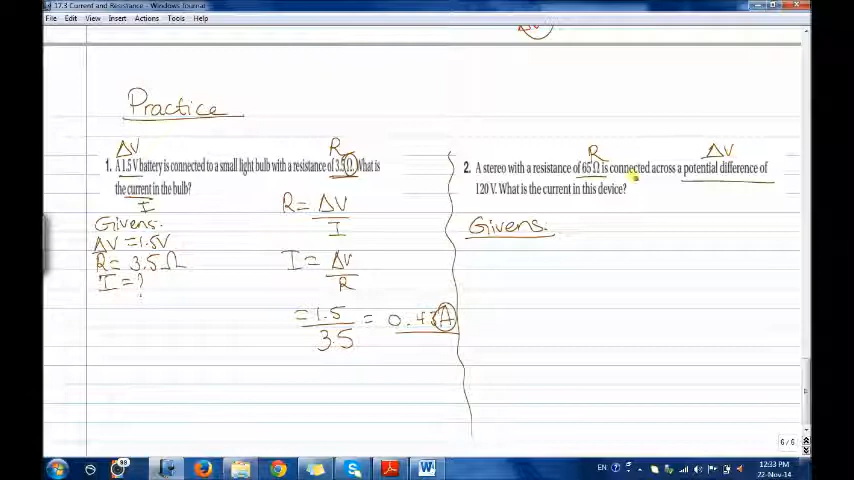 17.3 Current and Resistance - Windows Journal
File Edit View Insert Actions Tools Help
ΔV
Practice
ΔV
R
1. A 1.5 V battery is connected to a small light bulb with a resistance of 3.5 Ω. What is
the current in the bulb?
I
Givens:
ΔV = 1.5V
R = 3.5 Ω
I = ?
R = ΔV
I
I = ΔV
R
= 1.5
3.5
= 0.43 A
R
ΔV
2. A stereo with a resistance of 65 Ω is connected across a potential difference of
120 V. What is the current in this device?
Givens:
6 / 6
99
EN
12:33 PM
22-Nov-14